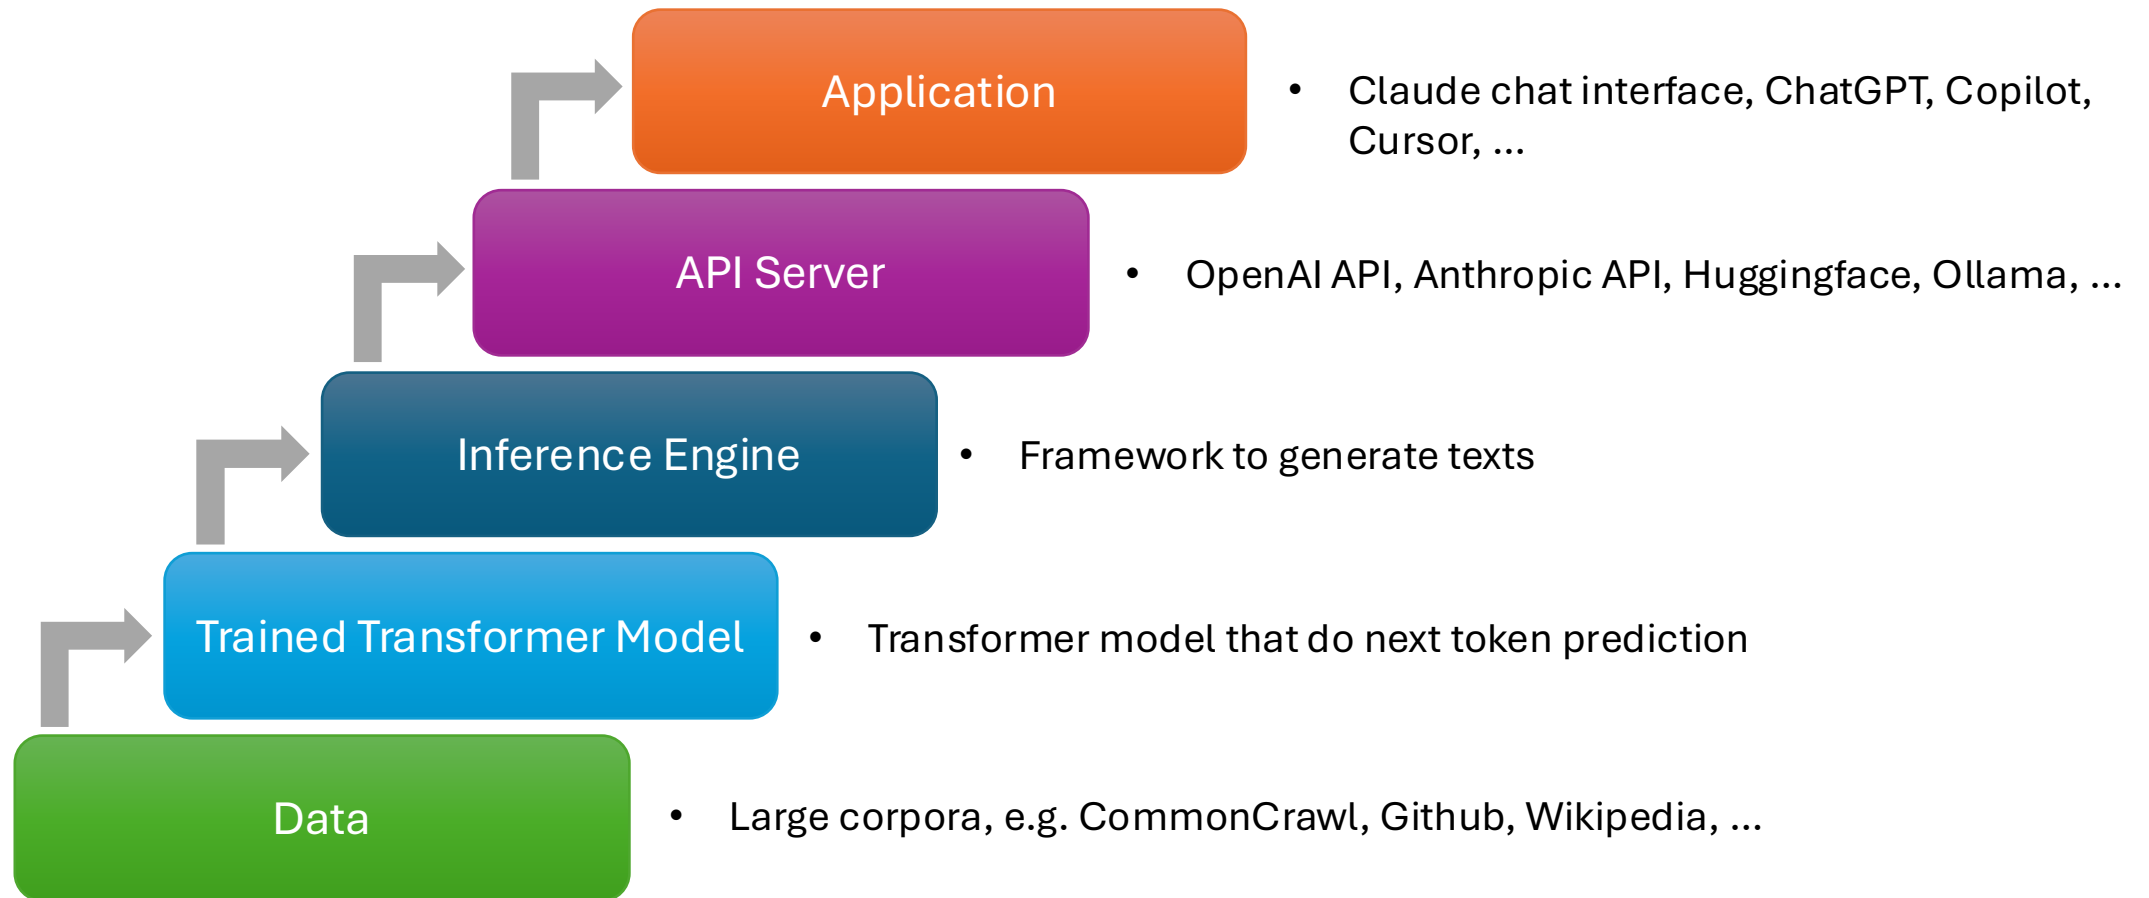 Application
• Claude chat interface, ChatGPT, Copilot,
Cursor, ...
API Server
• OpenAI API, Anthropic API, Huggingface, Ollama, ...
Inference Engine
• Framework to generate texts
Trained Transformer Model
• Transformer model that do next token prediction
Data
• Large corpora, e.g. CommonCrawl, Github, Wikipedia, ...